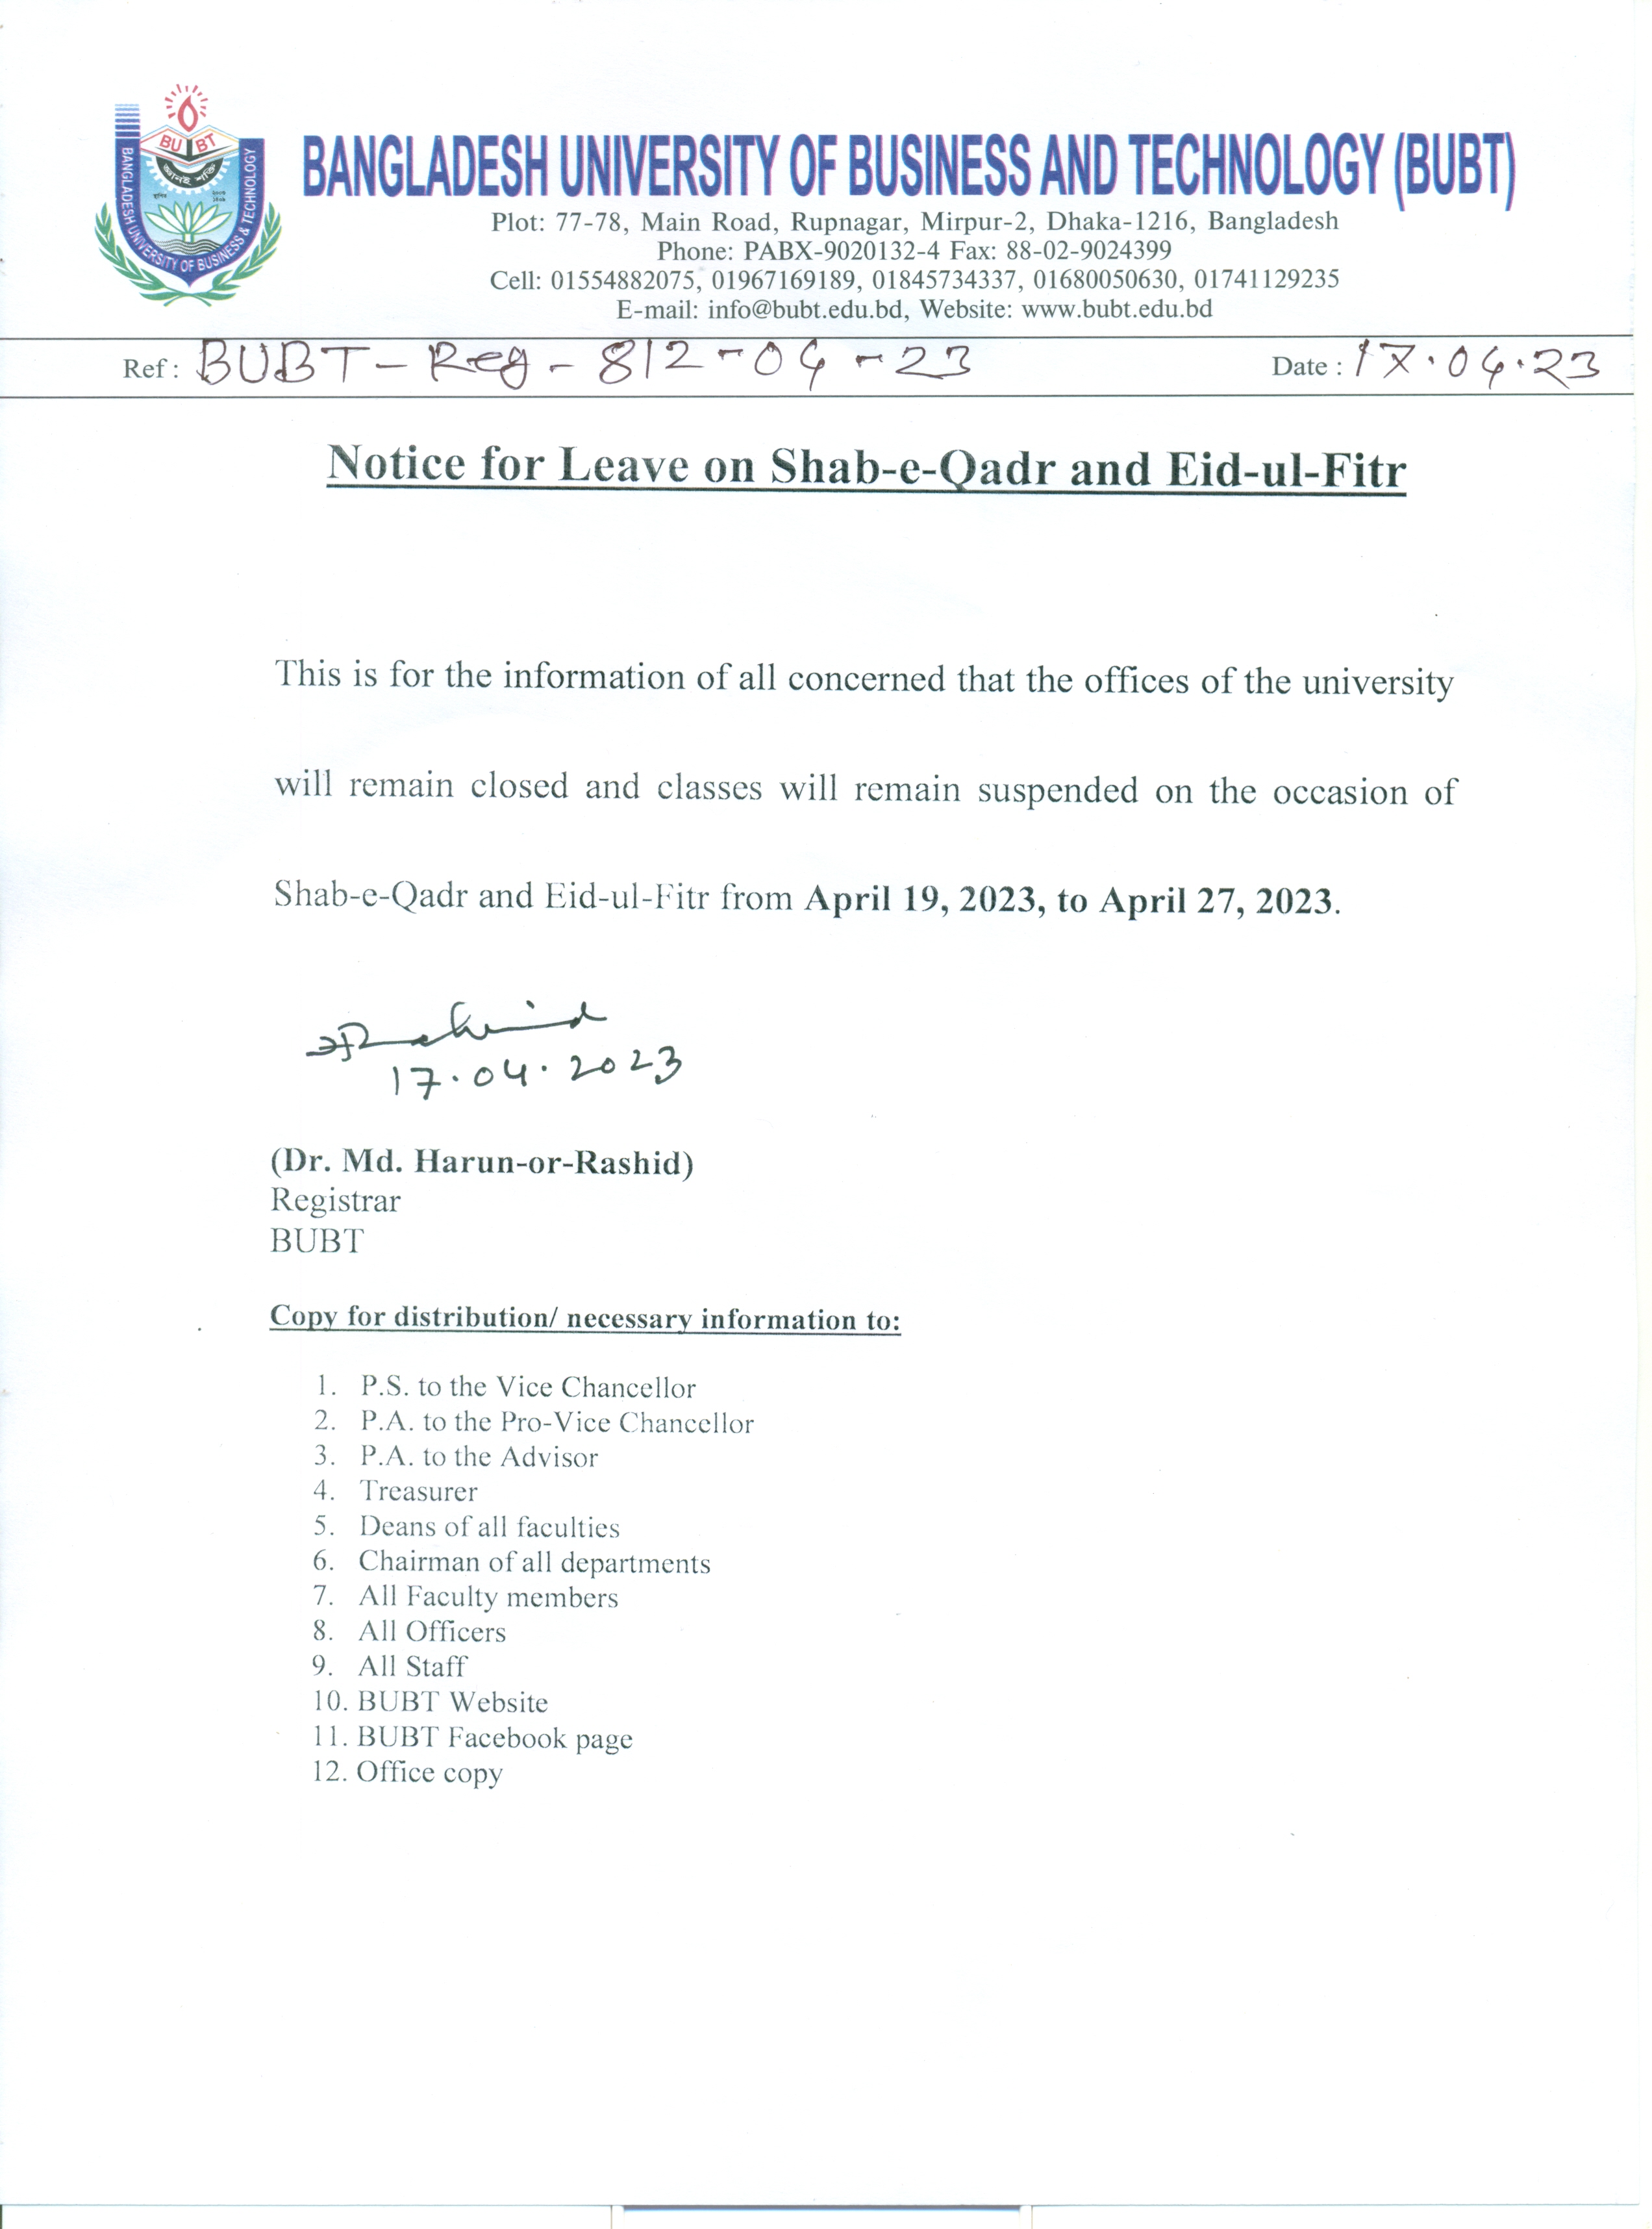 BU BT
জ্ঞানই শক্তি
BANGLADESH UNIVERSITY OF BUSINESS & TECHNOLOGY
BANGLADESH UNIVERSITY OF BUSINESS AND TECHNOLOGY (BUBT)
Plot: 77-78, Main Road, Rupnagar, Mirpur-2, Dhaka-1216, Bangladesh
Phone: PABX-9020132-4 Fax: 88-02-9024399
Cell: 01554882075, 01967169189, 01845734337, 01680050630, 01741129235
E-mail: info@bubt.edu.bd, Website: www.bubt.edu.bd
Ref : BUBT-Reg-812-04-23 Date : 17.04.23
Notice for Leave on Shab-e-Qadr and Eid-ul-Fitr
This is for the information of all concerned that the offices of the university
will remain closed and classes will remain suspended on the occasion of
Shab-e-Qadr and Eid-ul-Fitr from April 19, 2023, to April 27, 2023.
17.04.2023
(Dr. Md. Harun-or-Rashid)
Registrar
BUBT
Copy for distribution/ necessary information to:
1. P.S. to the Vice Chancellor
2. P.A. to the Pro-Vice Chancellor
3. P.A. to the Advisor
4. Treasurer
5. Deans of all faculties
6. Chairman of all departments
7. All Faculty members
8. All Officers
9. All Staff
10. BUBT Website
11. BUBT Facebook page
12. Office copy